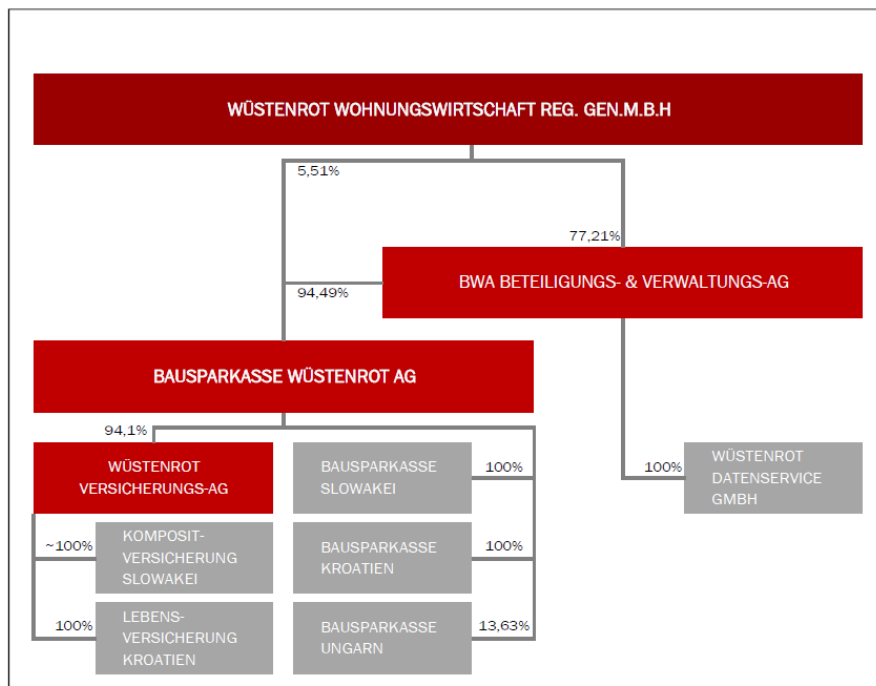 WÜSTENROT WOHNUNGSWIRTSCHAFT REG. GEN.M.B.H
5,51%
77,21%
BWA BETEILIGUNGS- & VERWALTUNGS-AG
94,49%
BAUSPARKASSE WÜSTENROT AG
94,1%
WÜSTENROT
VERSICHERUNGS-AG
BAUSPARKASSE
SLOWAKEI
100%
100%
WÜSTENROT
DATENSERVICE
GMBH
~100%
KOMPOSIT-
VERSICHERUNG
SLOWAKEI
BAUSPARKASSE
KROATIEN
100%
100%
LEBENS-
VERSICHERUNG
KROATIEN
BAUSPARKASSE
UNGARN
13,63%